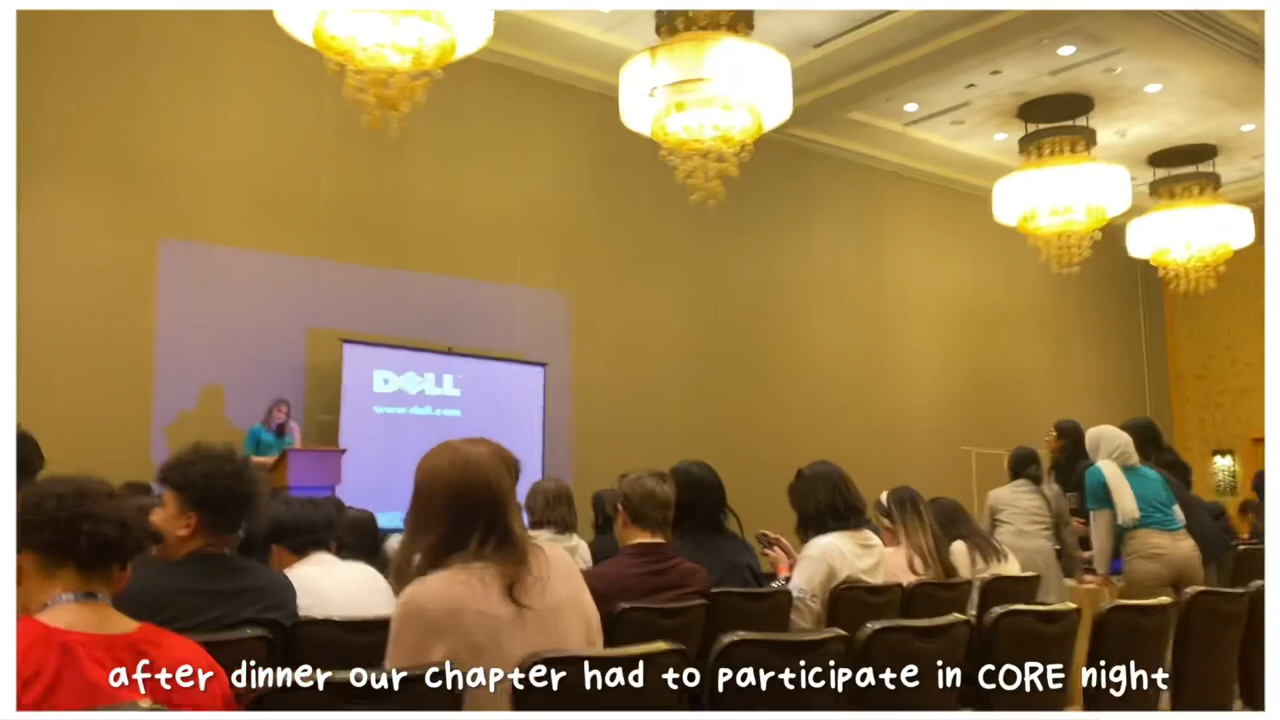 DELL
www.dell.com
after dinner our chapter had to participate in CORE night